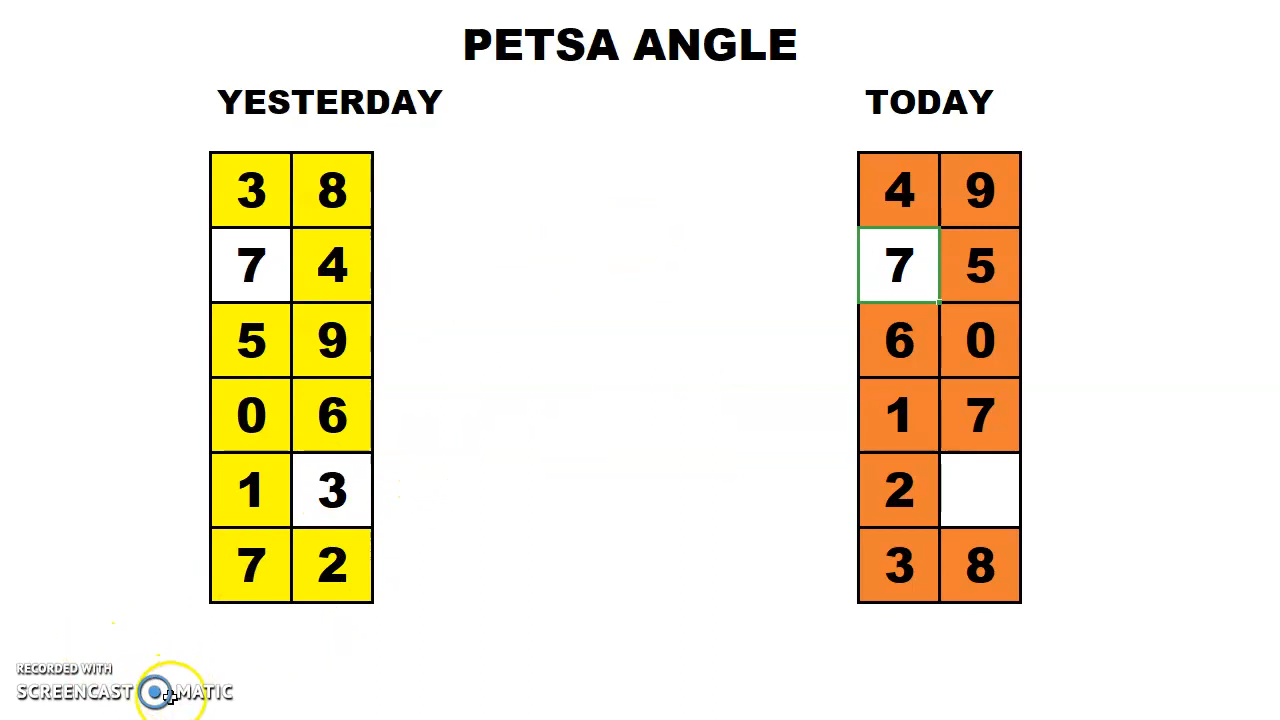 PETSA ANGLE
YESTERDAY TODAY
3 8 4 9
7 4 7 5
5 9 6 0
0 6 1 7
1 3 2
7 2 3 8
RECORDED WITH
SCREENCAST MATIC